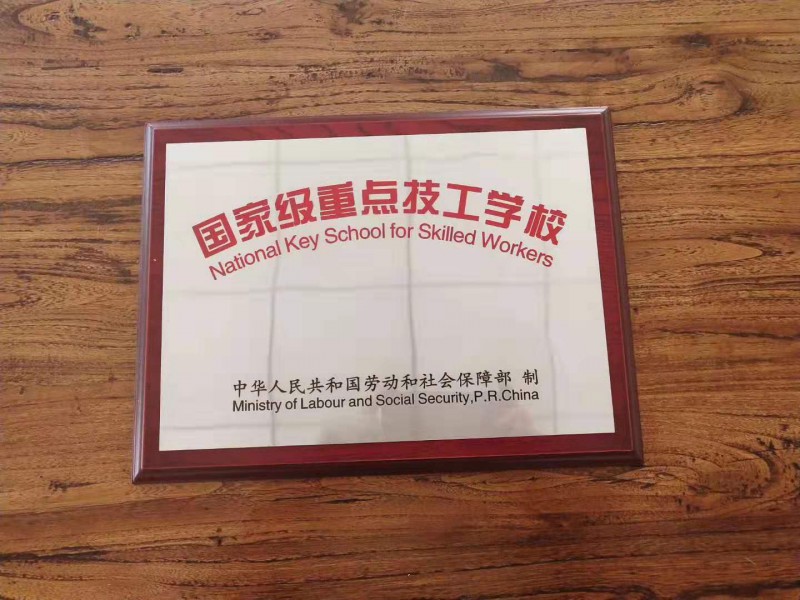 国家级重点技工学校
National Key School for Skilled Workers
中华人民共和国劳动和社会保障部 制
Ministry of Labour and Social Security,P.R.China